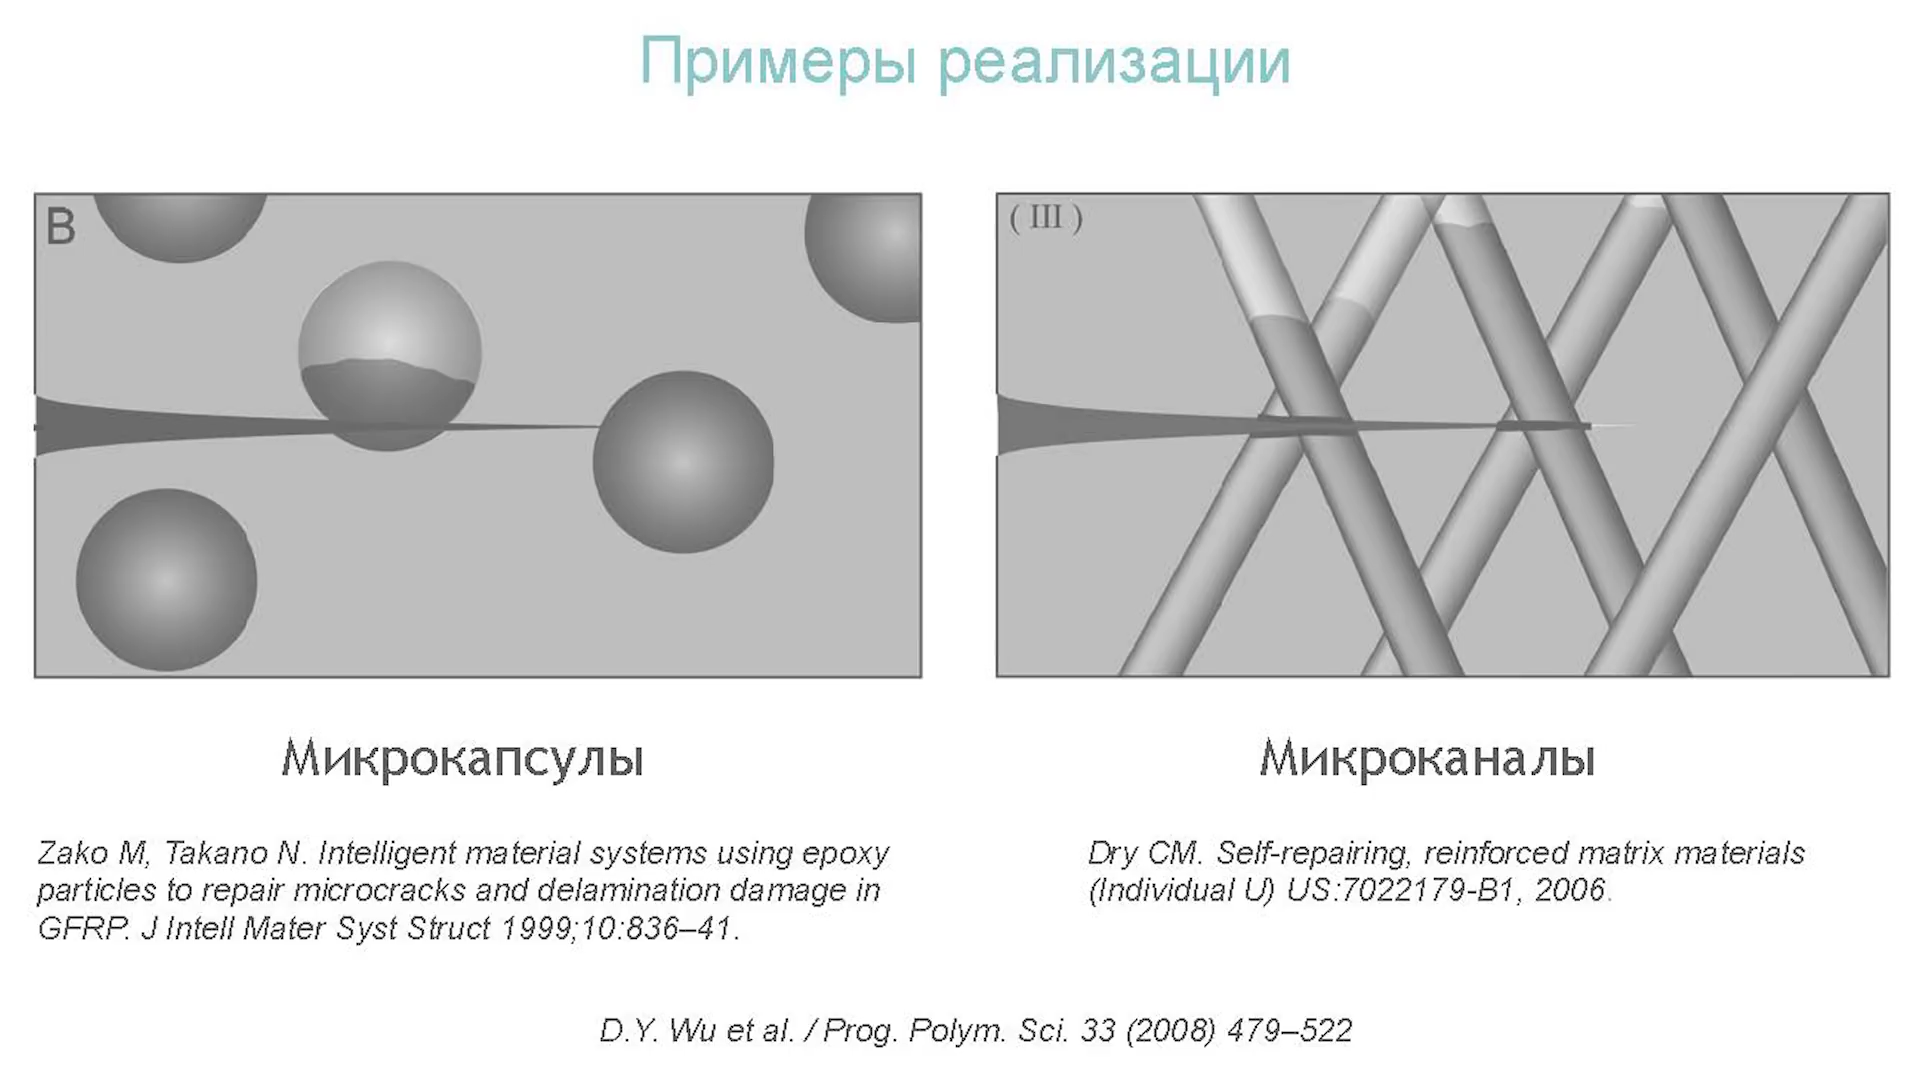 Примеры реализации
B
( III )
Микрокапсулы
Микроканалы
Zako M, Takano N. Intelligent material systems using epoxy
particles to repair microcracks and delamination damage in
GFRP. J Intell Mater Syst Struct 1999;10:836–41.
Dry CM. Self-repairing, reinforced matrix materials
(Individual U) US:7022179-B1, 2006.
D.Y. Wu et al. / Prog. Polym. Sci. 33 (2008) 479–522